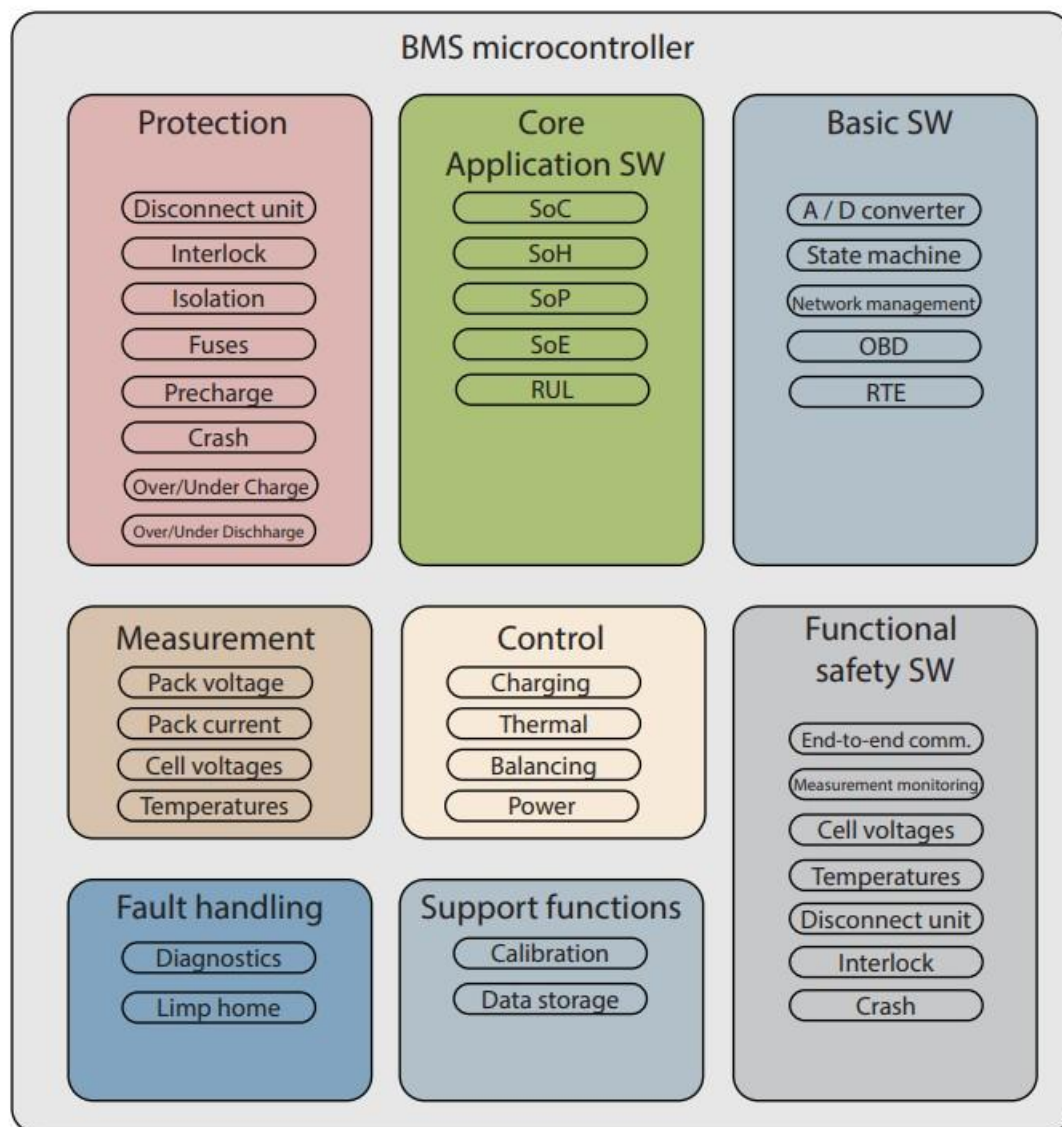 BMS microcontroller
Protection
Disconnect unit
Interlock
Isolation
Fuses
Precharge
Crash
Over/Under Charge
Over/Under Dischharge
Core
Application SW
SoC
SoH
SoP
SoE
RUL
Basic SW
A / D converter
State machine
Network management
OBD
RTE
Measurement
Pack voltage
Pack current
Cell voltages
Temperatures
Control
Charging
Thermal
Balancing
Power
Functional
safety SW
End-to-end comm.
Measurement monitoring
Cell voltages
Temperatures
Disconnect unit
Interlock
Crash
Fault handling
Diagnostics
Limp home
Support functions
Calibration
Data storage